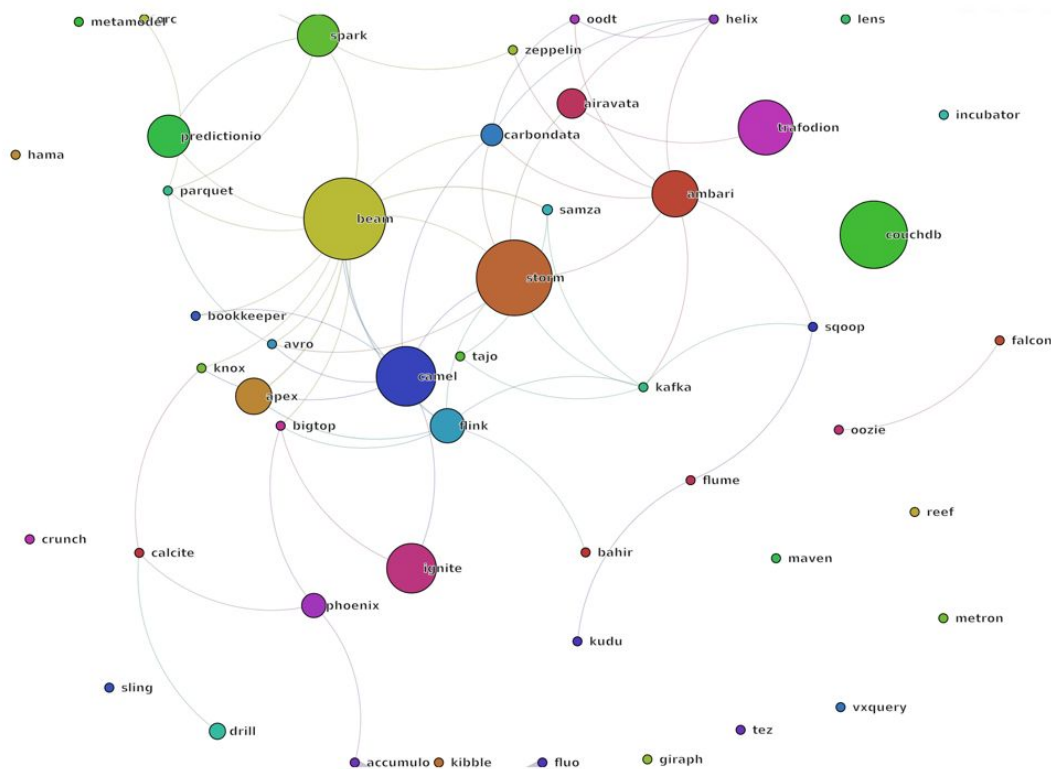 metamodel
orc
oodt
helix
lens
spark
zeppelin
airavata
incubator
trafodion
predictionio
carbondata
hama
parquet
ambari
samza
beam
couchdb
storm
bookkeeper
sqoop
avro
falcon
tajo
knox
camel
kafka
apex
bigtop
flink
oozie
flume
reef
crunch
calcite
bahir
maven
ignite
phoenix
metron
kudu
sling
vxquery
drill
tez
giraph
accumulo
kibble
fluo